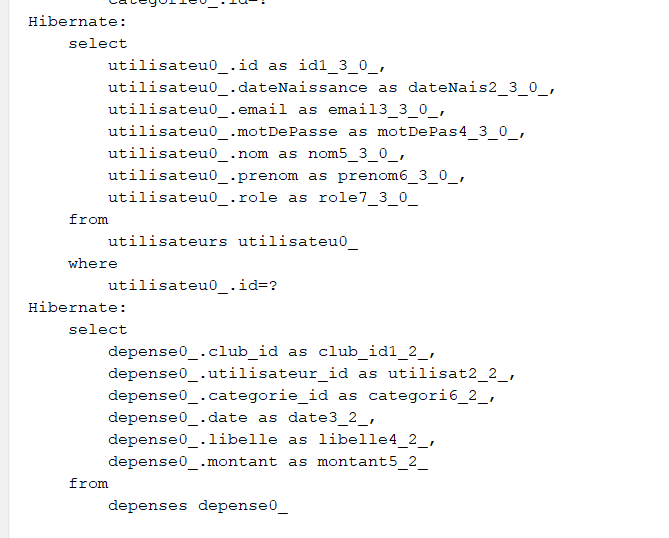 categorie0_.id=?
Hibernate:
select
utilisateu0_.id as id1_3_0_,
utilisateu0_.dateNaissance as dateNais2_3_0_,
utilisateu0_.email as email3_3_0_,
utilisateu0_.motDePasse as motDePas4_3_0_,
utilisateu0_.nom as nom5_3_0_,
utilisateu0_.prenom as prenom6_3_0_,
utilisateu0_.role as role7_3_0_
from
utilisateurs utilisateu0_
where
utilisateu0_.id=?
Hibernate:
select
depense0_.club_id as club_id1_2_,
depense0_.utilisateur_id as utilisat2_2_,
depense0_.categorie_id as categori6_2_,
depense0_.date as date3_2_,
depense0_.libelle as libelle4_2_,
depense0_.montant as montant5_2_
from
depenses depense0_